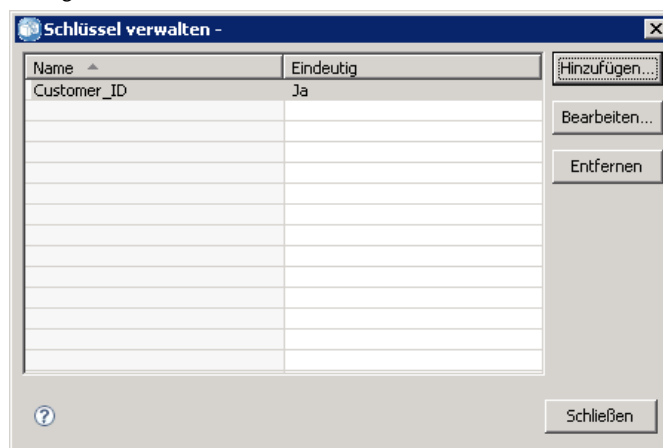 Schlüssel verwalten -
Name Eindeutig
Customer_ID Ja
Hinzufügen...
Bearbeiten...
Entfernen
?
Schließen